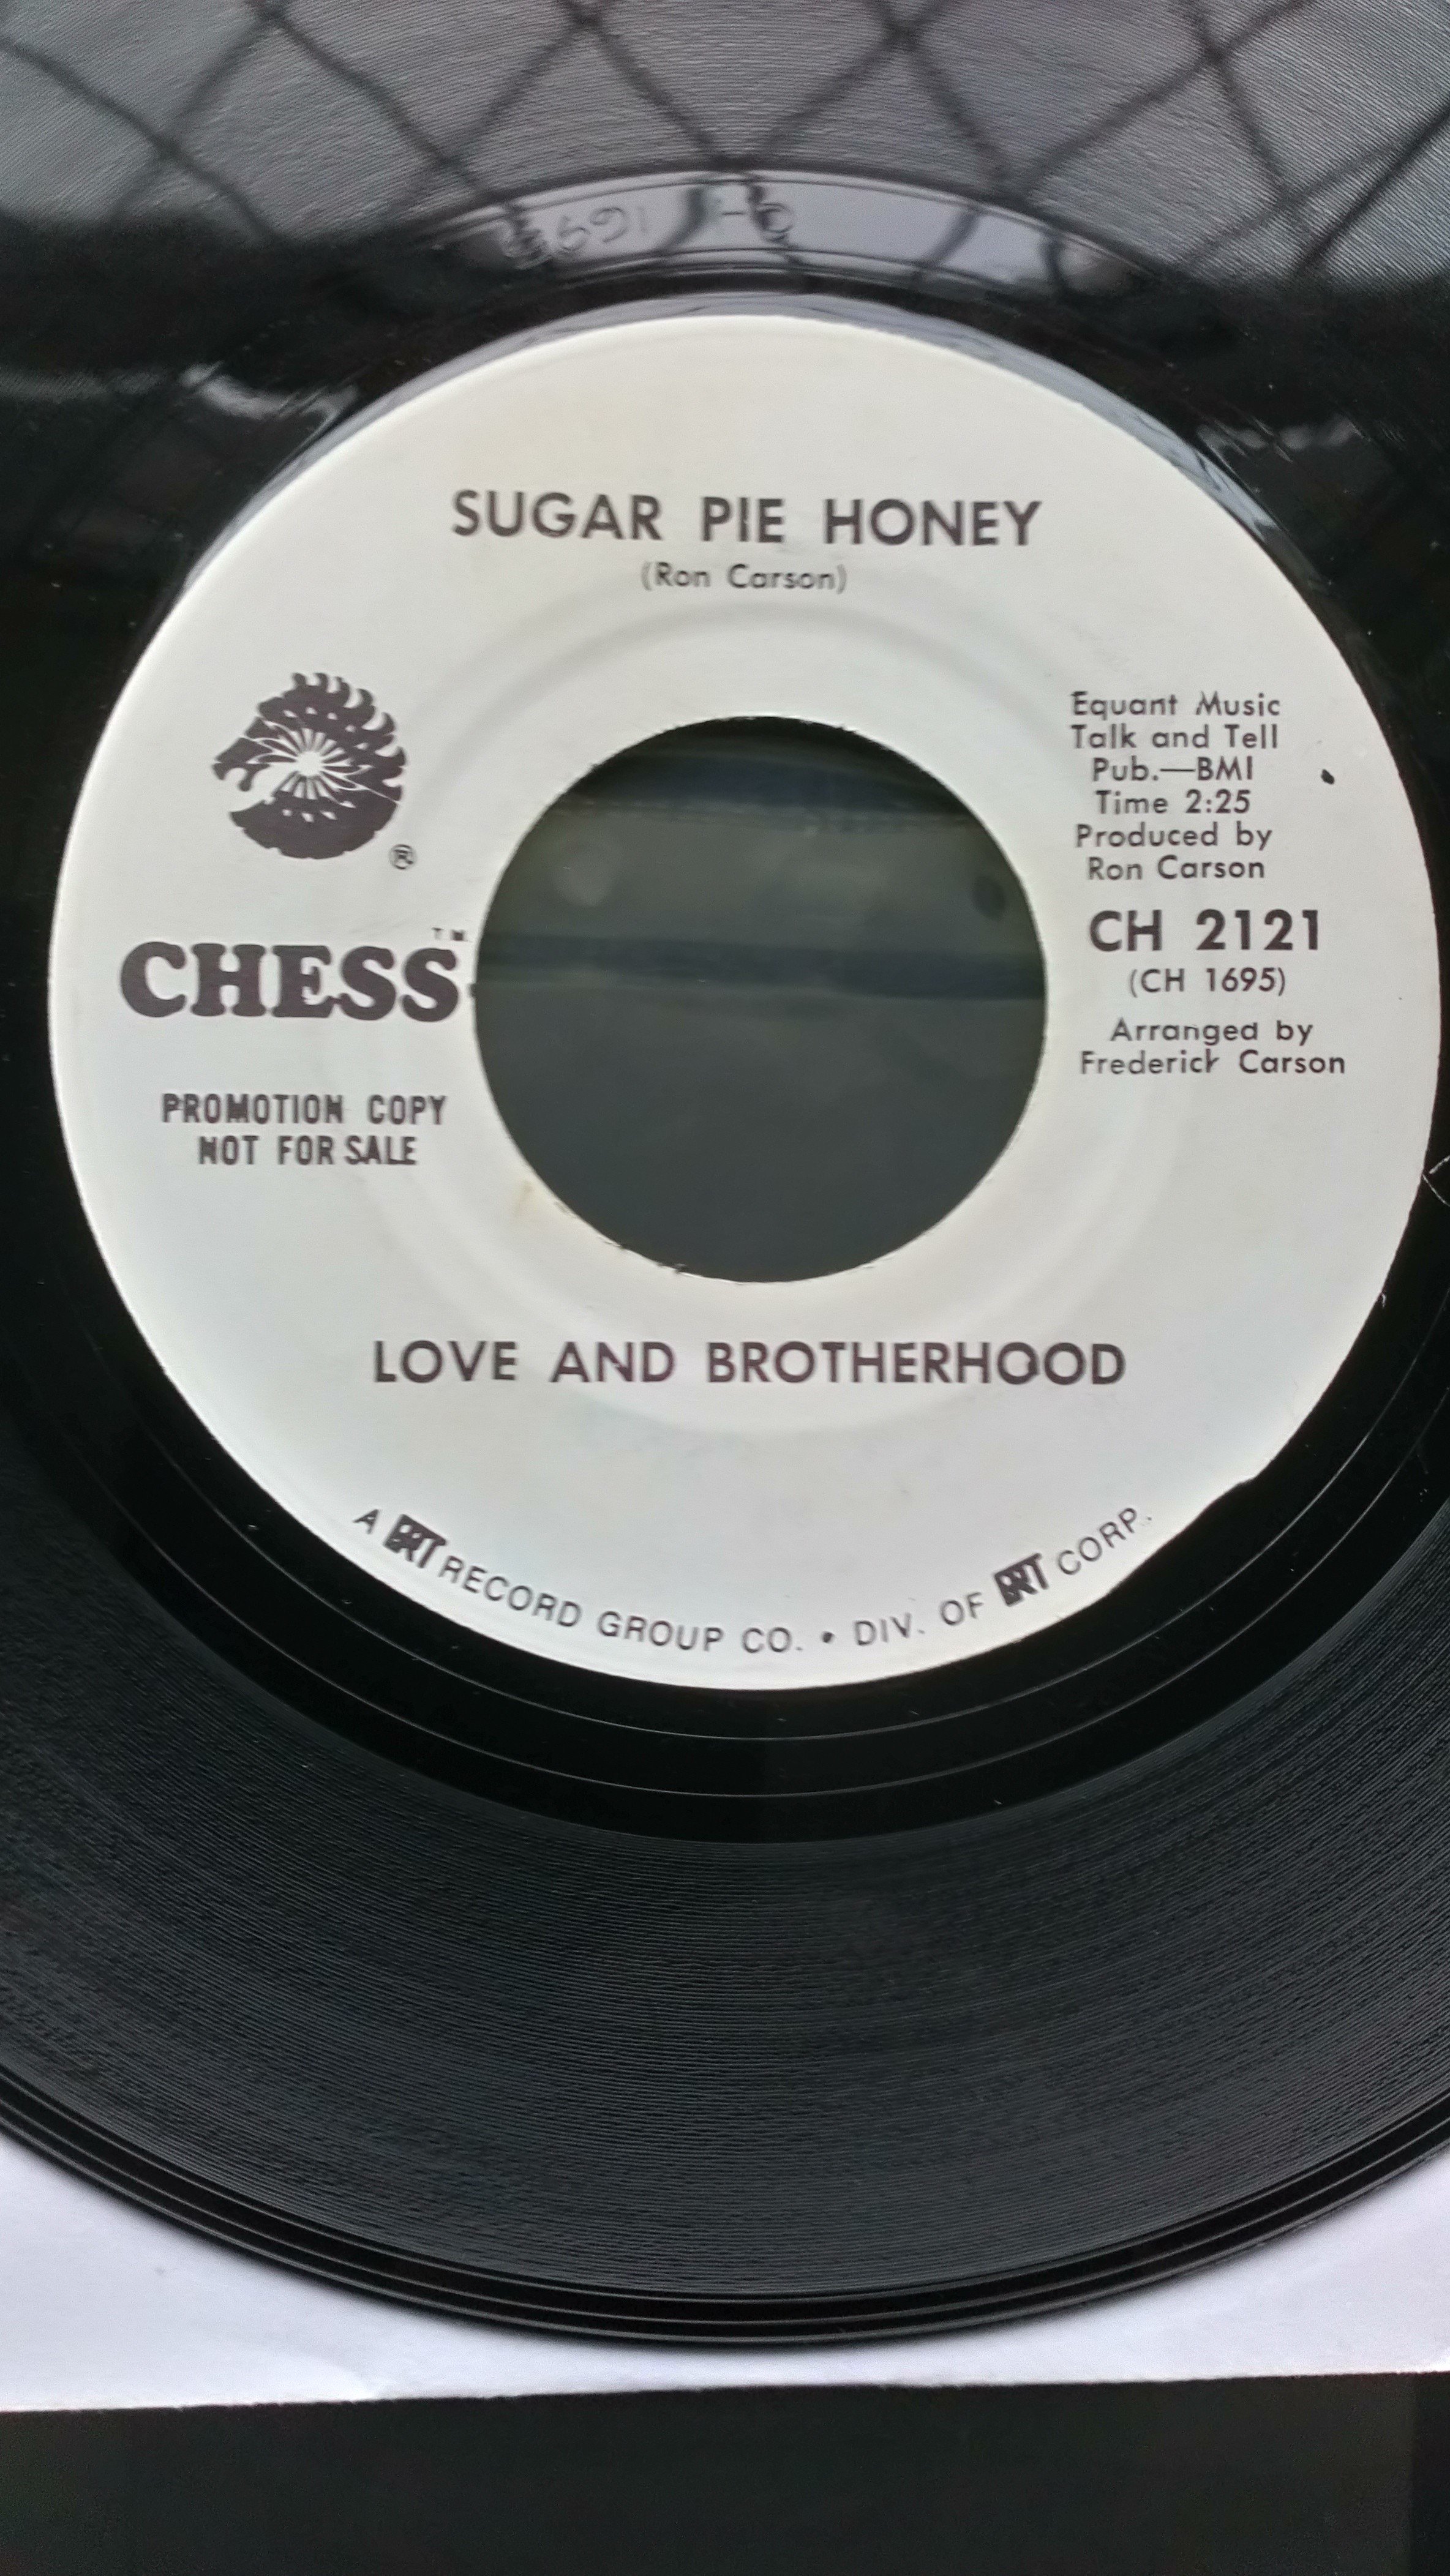 SUGAR PIE HONEY
(Ron Carson)
Equant Music
Talk and Tell
Pub.—BMI
Time 2:25
Produced by
Ron Carson
CH 2121
(CH 1695)
Arranged by
Frederick Carson
®
CHESS™
PROMOTION COPY
NOT FOR SALE
LOVE AND BROTHERHOOD
A GRT RECORD GROUP CO. • DIV. OF GRT CORP.